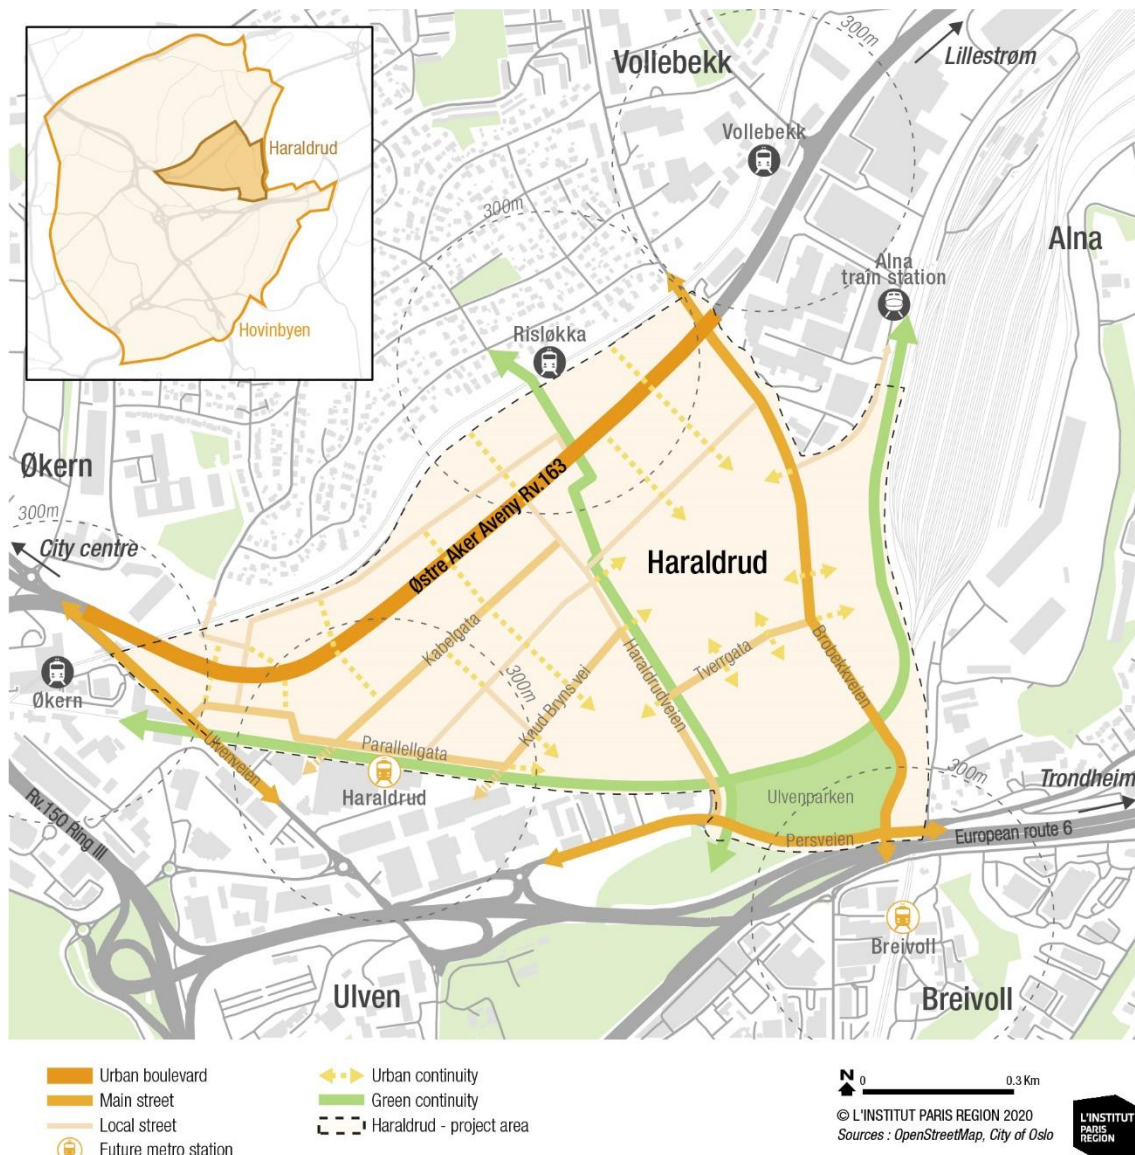 300m
Lillestrøm
Vollebekk
Vollebekk
Haraldrud
Hovinbyen
300m
Alna
Alna
train station
Risløkka
Økern
300m
City centre
Østre Aker Aveny Rv.163
Haraldrud
Kabelgata
300m
Knud Bryns vei
Haraldrudveien
Tverrgata
Brobekkveien
Økern
Ulvenveien
Parallellgata
Haraldrud
Ulvenparken
300m
Trondheim
Persveien
European route 6
Rv.150 Ring III
Breivoll
Ulven
Breivoll
Urban boulevard
Main street
Local street
Future metro station
Urban continuity
Green continuity
Haraldrud - project area
N
0
0.3 Km
© L'INSTITUT PARIS REGION 2020
Sources : OpenStreetMap, City of Oslo
L'INSTITUT
PARIS
REGION